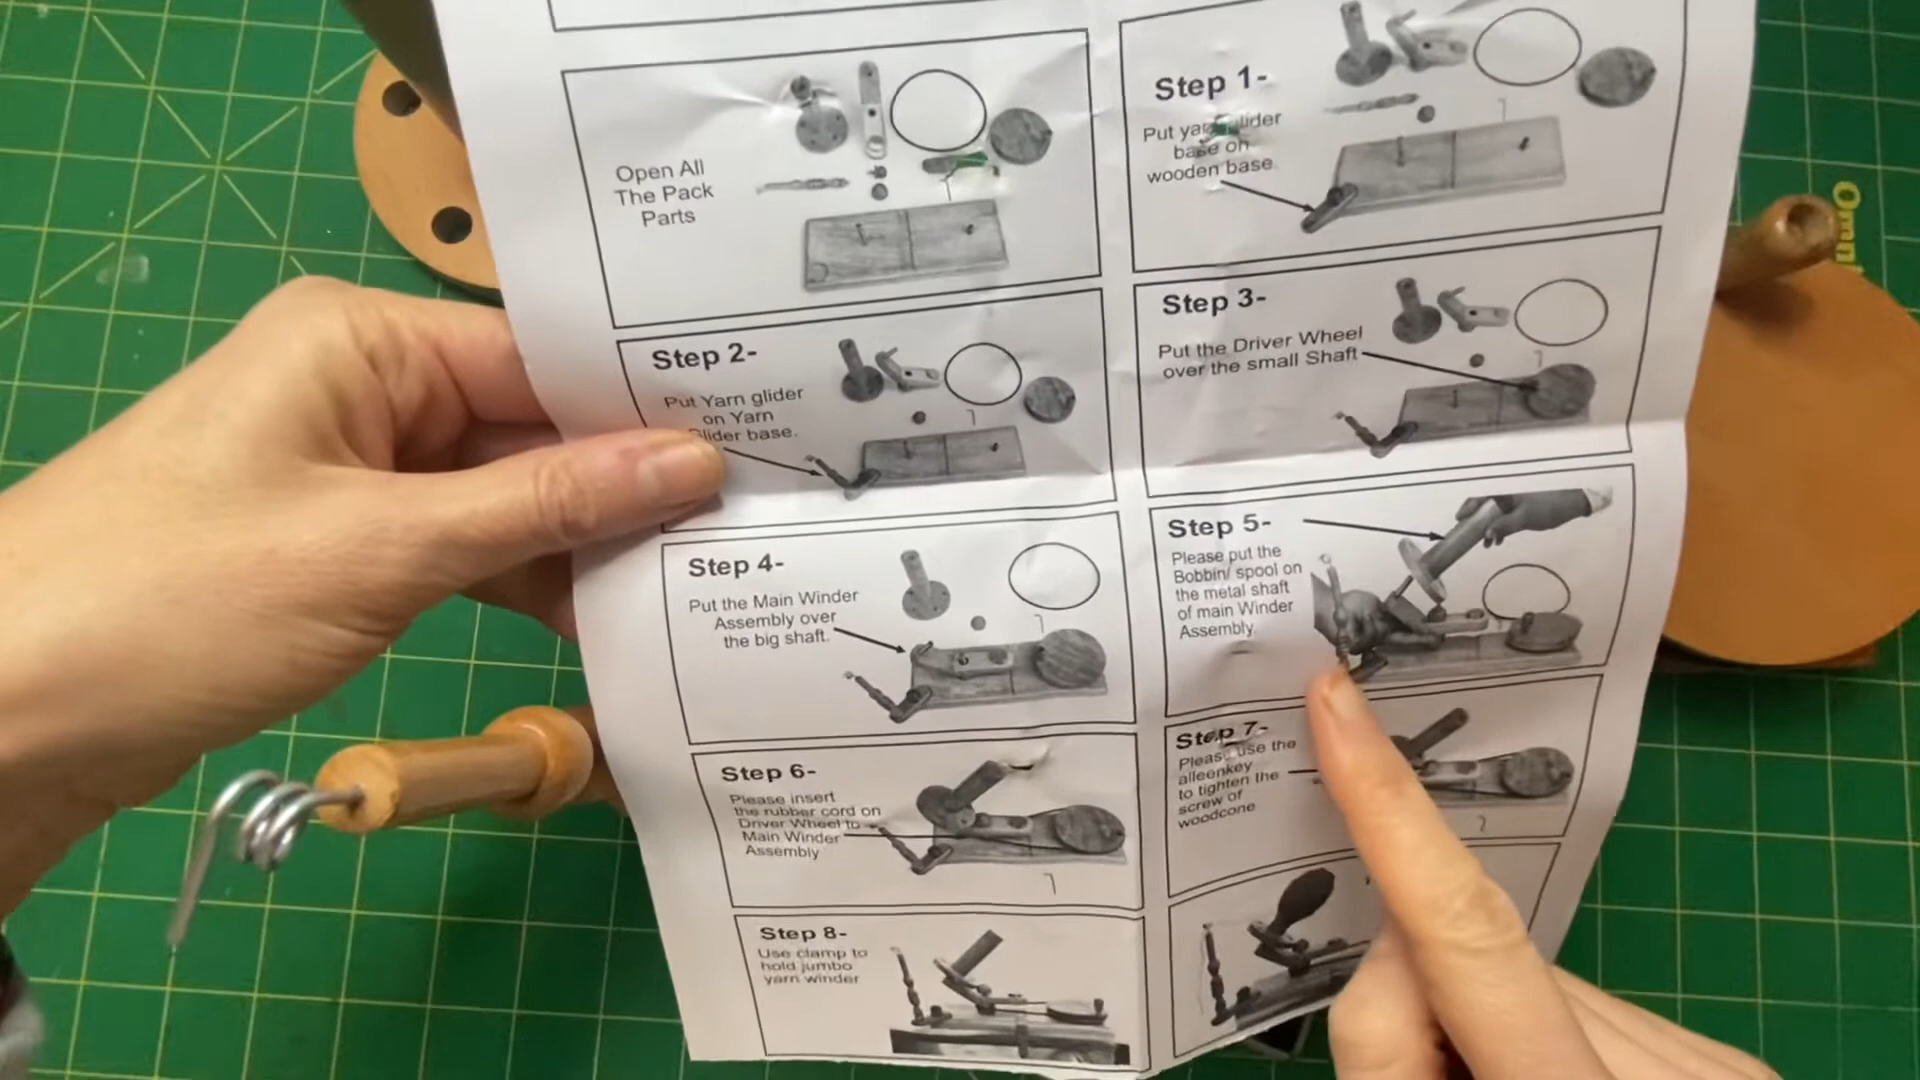 Open All
The Pack
Parts
Step 1-
Put glider
base on
wooden base.
Step 2-
Put Yarn glider
on Yarn
Glider base.
Step 3-
Put the Driver Wheel
over the small Shaft
Step 4-
Put the Main Winder
Assembly over
the big shaft.
Step 5-
Please put the
Bobbin/ spool on
the metal shaft
of main Winder
Assembly.
Step 6-
Please insert
the rubber cord on
Driver Wheel to
Main Winder
Assembly
Step 7-
Please use the
alleenkey
to tighten the
screw of
woodcone
Step 8-
Use clamp to
hold jumbo
yarn winder
Omni